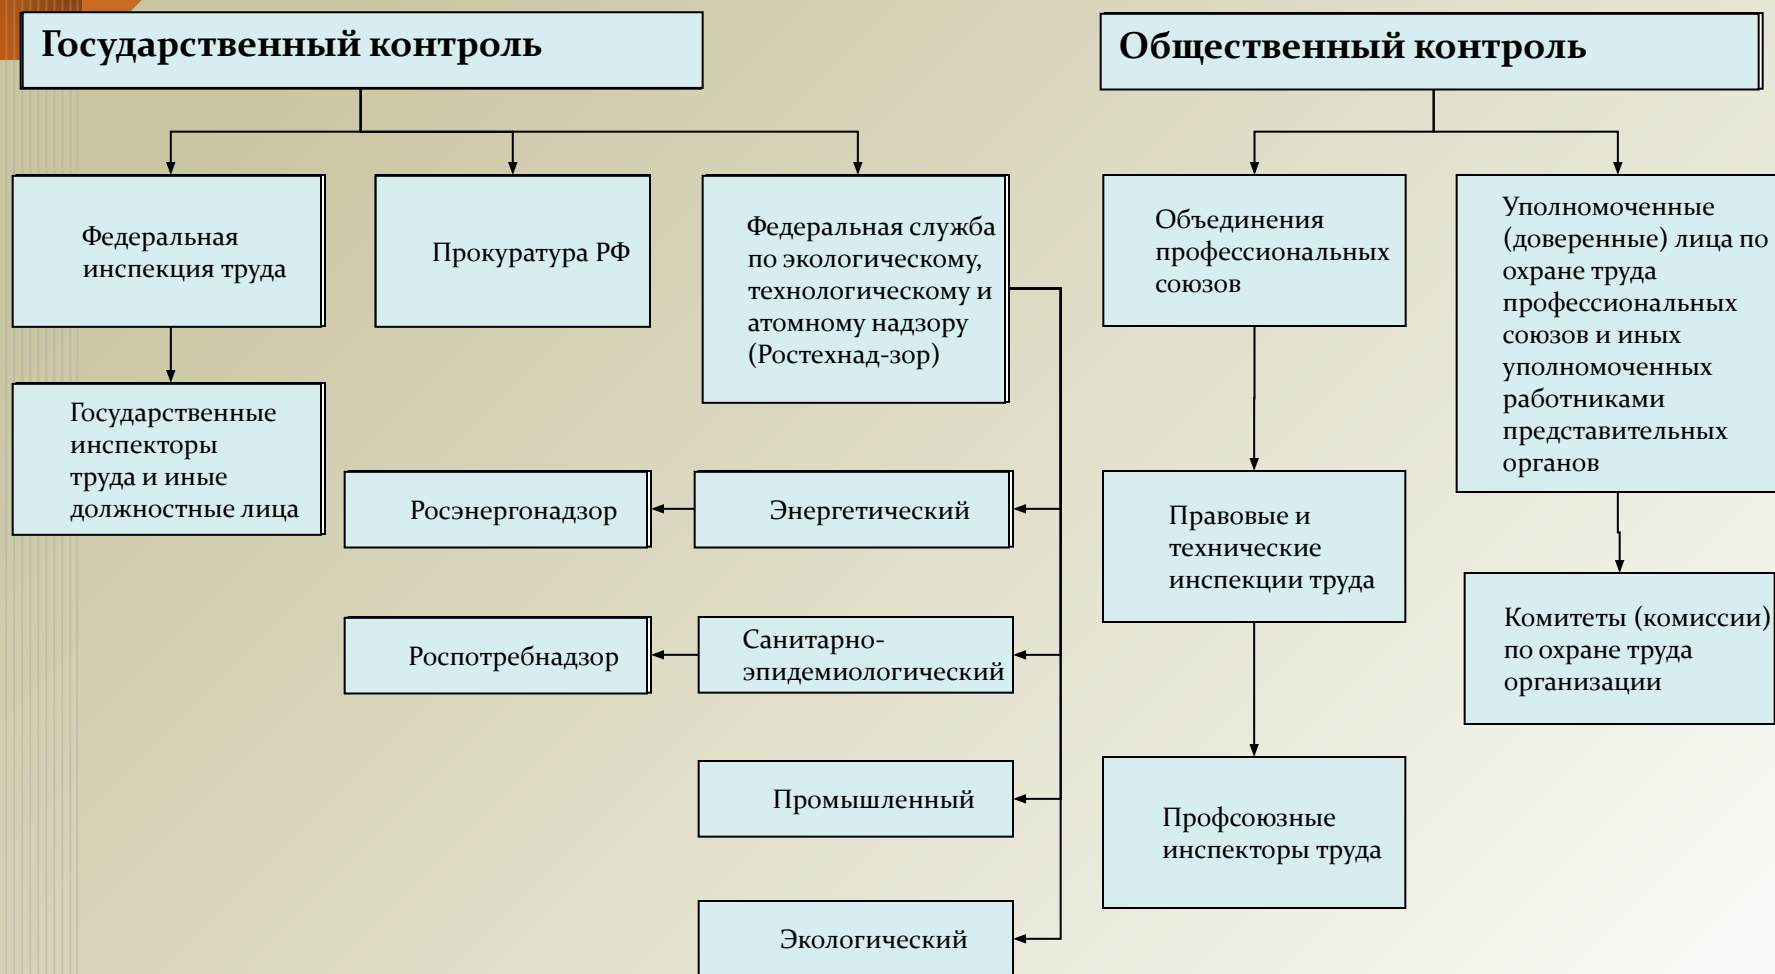 Государственный контроль
Общественный контроль
Федеральная
инспекция труда
Прокуратура РФ
Федеральная служба
по экологическому,
технологическому и
атомному надзору
(Ростехнад-зор)
Объединения
профессиональных
союзов
Уполномоченные
(доверенные) лица по
охране труда
профессиональных
союзов и иных
уполномоченных
работниками
представительных
органов
Государственные
инспекторы
труда и иные
должностные лица
Росэнергонадзор
Энергетический
Правовые и
технические
инспекции труда
Роспотребнадзор
Санитарно-
эпидемиологический
Комитеты (комиссии)
по охране труда
организации
Промышленный
Профсоюзные
инспекторы труда
Экологический